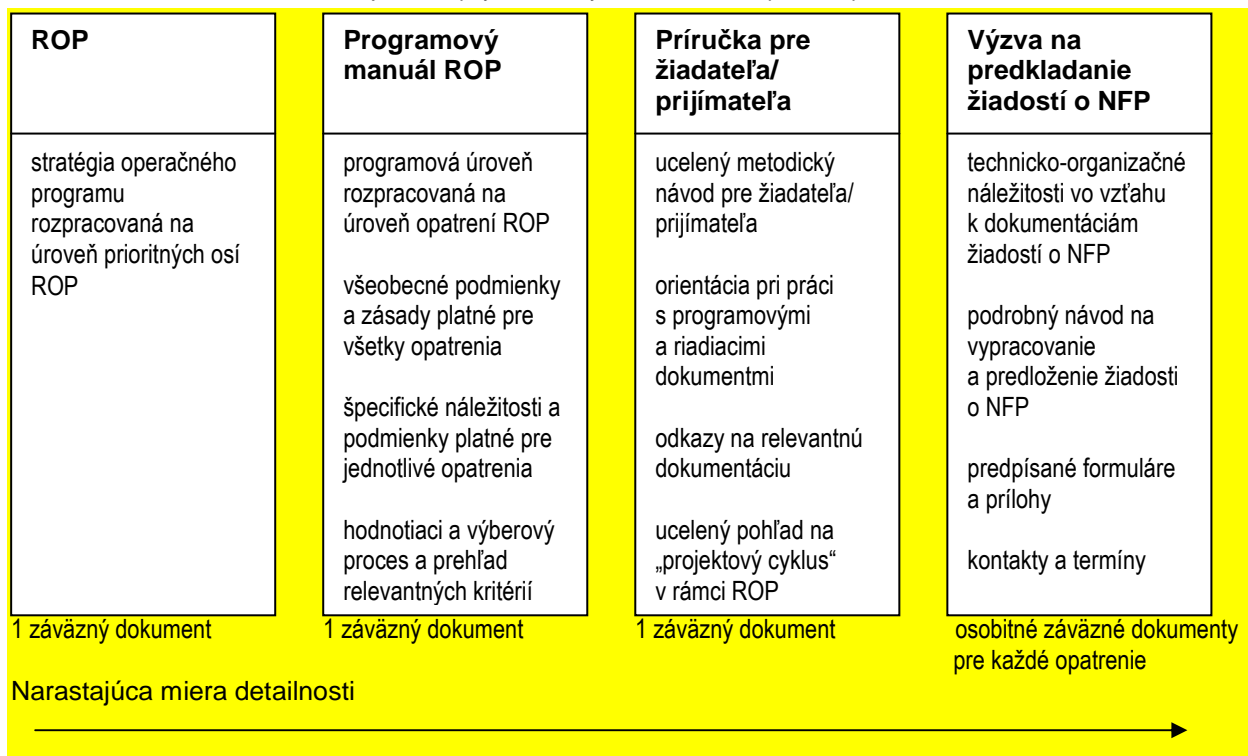 ROP
stratégia operačného
programu
rozpracovaná na
úroveň prioritných osí
ROP
1 záväzný dokument
Programový
manuál ROP
programová úroveň
rozpracovaná na
úroveň opatrení ROP
všeobecné podmienky
a zásady platné pre
všetky opatrenia
špecifické náležitosti a
podmienky platné pre
jednotlivé opatrenia
hodnotiaci a výberový
proces a prehľad
relevantných kritérií
1 záväzný dokument
Príručka pre
žiadateľa/
prijímateľa
ucelený metodický
návod pre žiadateľa/
prijímateľa
orientácia pri práci
s programovými
a riadiacimi
dokumentmi
odkazy na relevantnú
dokumentáciu
ucelený pohľad na
„projektový cyklus“
v rámci ROP
1 záväzný dokument
Výzva na
predkladanie
žiadostí o NFP
technicko-organizačné
náležitosti vo vzťahu
k dokumentáciám
žiadostí o NFP
podrobný návod na
vypracovanie
a predloženie žiadosti
o NFP
predpísané formuláre
a prílohy
kontakty a termíny
osobitné záväzné dokumenty
pre každé opatrenie
Narastajúca miera detailnosti